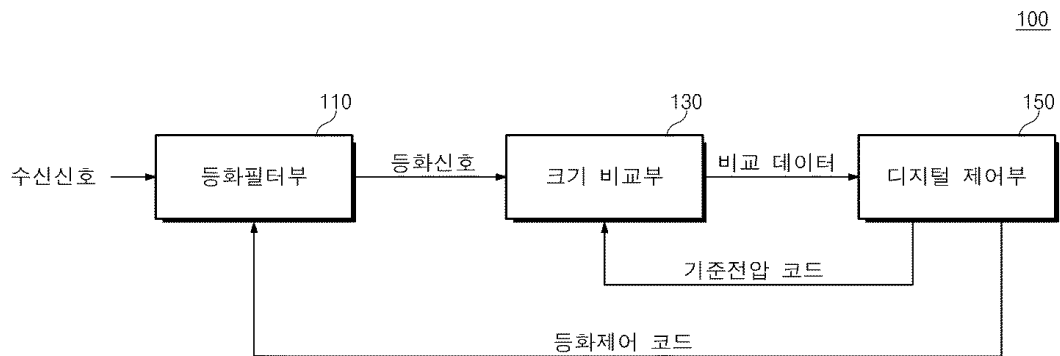 100
110
130
150
수신신호
등화필터부
등화신호
크기 비교부
비교 데이터
디지털 제어부
기준전압 코드
등화제어 코드